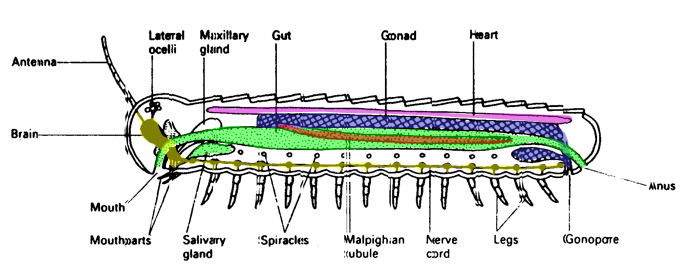 Lateral ocelli
Maxillary gland
Gut
Gonad
Heart
Antenna
Brain
Anus
Mouth
Mouthparts
Salivary gland
Spiracles
Malpighian tubule
Nerve cord
Legs
Gonopore